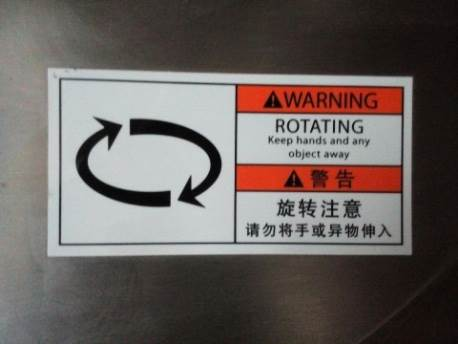 WARNING
ROTATING
Keep hands and any
object away
警告
旋转注意
请勿将手或异物伸入